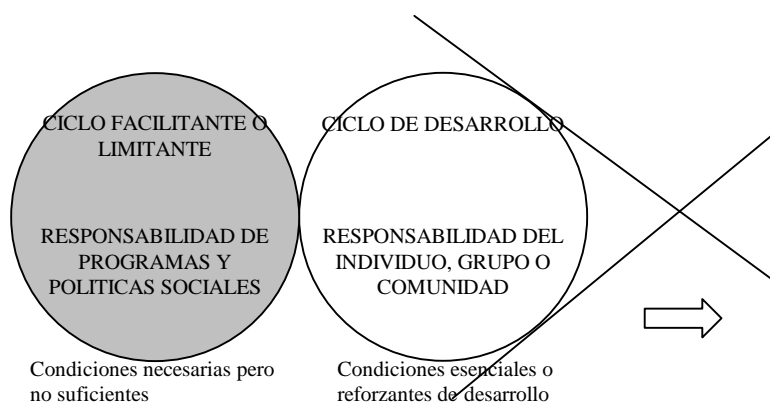 CICLO FACILITANTE O
LIMITANTE
RESPONSABILIDAD DE
PROGRAMAS Y
POLITICAS SOCIALES
Condiciones necesarias pero
no suficientes
CICLO DE DESARROLLO
RESPONSABILIDAD DEL
INDIVIDUO, GRUPO O
COMUNIDAD
Condiciones esenciales o
reforzantes de desarrollo